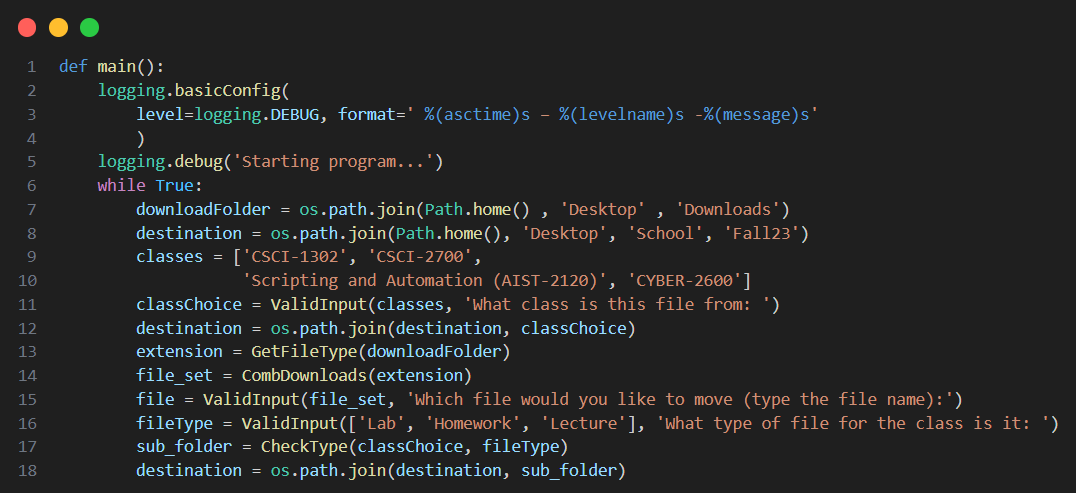 1 def main():
2 logging.basicConfig(
3 level=logging.DEBUG, format=' %(asctime)s – %(levelname)s -%(message)s'
4 )
5 logging.debug('Starting program...')
6 while True:
7 downloadFolder = os.path.join(Path.home() , 'Desktop' , 'Downloads')
8 destination = os.path.join(Path.home(), 'Desktop', 'School', 'Fall23')
9 classes = ['CSCI-1302', 'CSCI-2700',
10 'Scripting and Automation (AIST-2120)', 'CYBER-2600']
11 classChoice = ValidInput(classes, 'What class is this file from: ')
12 destination = os.path.join(destination, classChoice)
13 extension = GetFileType(downloadFolder)
14 file_set = CombDownloads(extension)
15 file = ValidInput(file_set, 'Which file would you like to move (type the file name):')
16 fileType = ValidInput(['Lab', 'Homework', 'Lecture'], 'What type of file for the class is it: ')
17 sub_folder = CheckType(classChoice, fileType)
18 destination = os.path.join(destination, sub_folder)